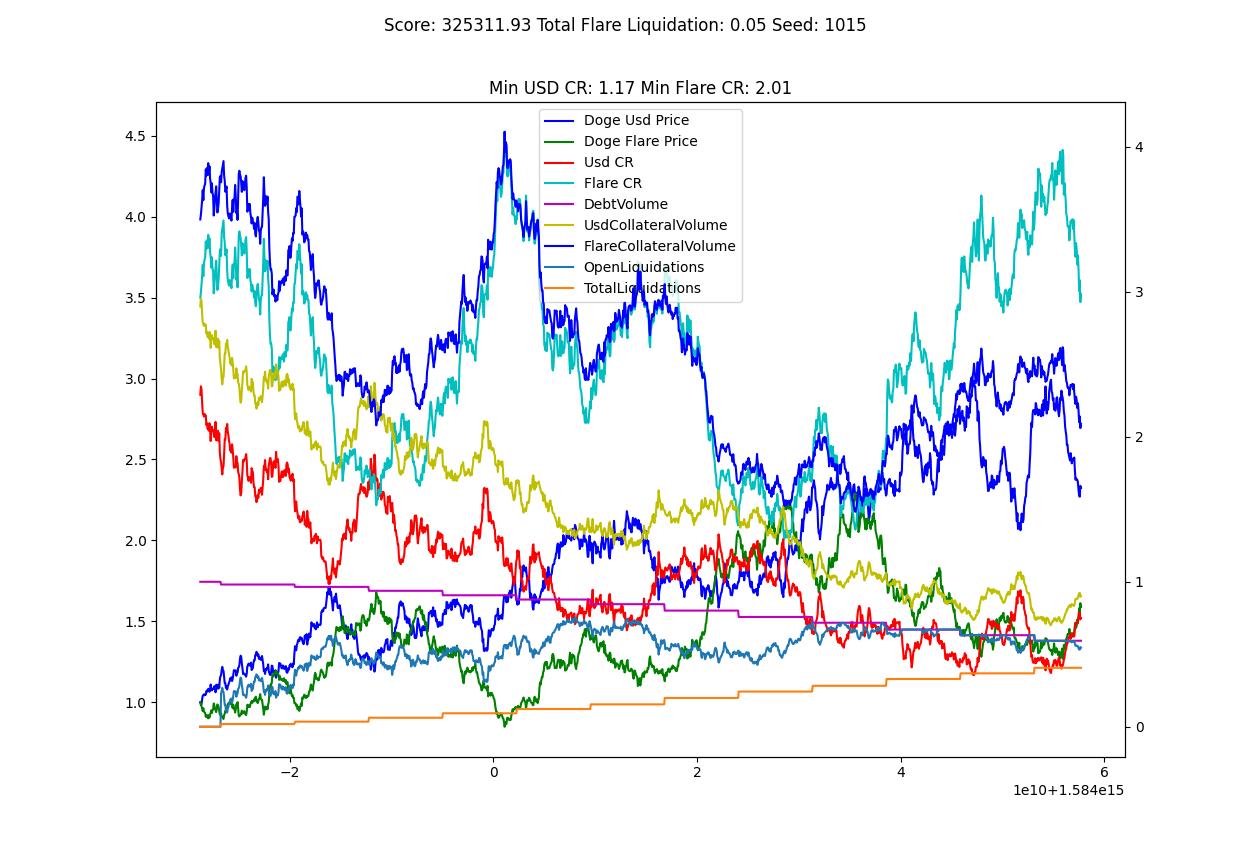 Score: 325311.93 Total Flare Liquidation: 0.05 Seed: 1015
Min USD CR: 1.17 Min Flare CR: 2.01
Doge Usd Price
Doge Flare Price
Usd CR
Flare CR
DebtVolume
UsdCollateralVolume
FlareCollateralVolume
OpenLiquidations
TotalLiquidations
4.5
4.0
3.5
3.0
2.5
2.0
1.5
1.0
4
3
2
1
0
−2
0
2
4
6
1e10+1.584e15